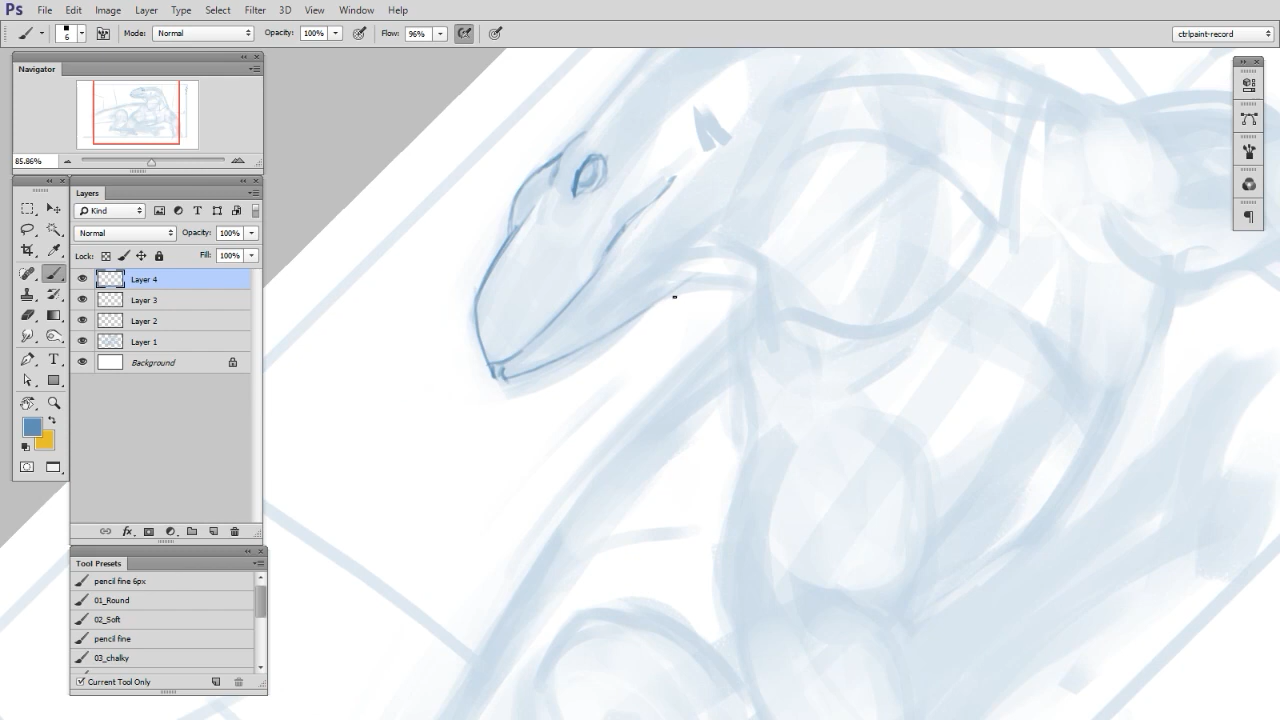 Ps File Edit Image Layer Type Select Filter 3D View Window Help
6 Mode: Normal Opacity: 100% Flow: 96% ctrlpaint-record
Navigator
85.86%
Layers
Kind
Normal Opacity: 100%
Lock: Fill: 100%
Layer 4
Layer 3
Layer 2
Layer 1
Background
fx
Tool Presets
pencil fine 6px
01_Round
02_Soft
pencil fine
03_chalky
Current Tool Only